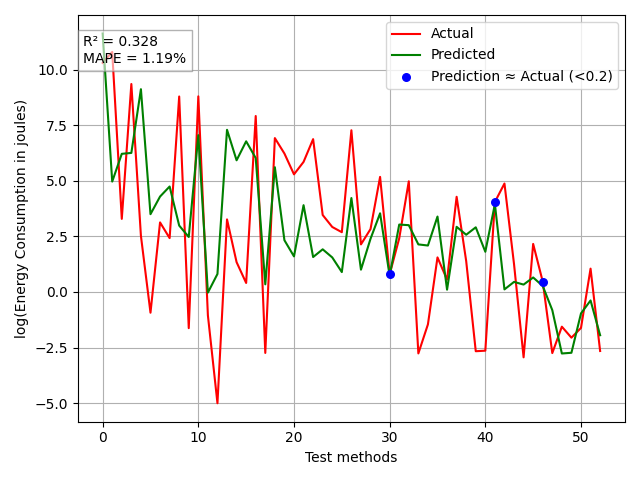 R² = 0.328
MAPE = 1.19%
Actual
Predicted
Prediction ≈ Actual (<0.2)
log(Energy Consumption in joules)
10.0
7.5
5.0
2.5
0.0
−2.5
−5.0
0 10 20 30 40 50
Test methods